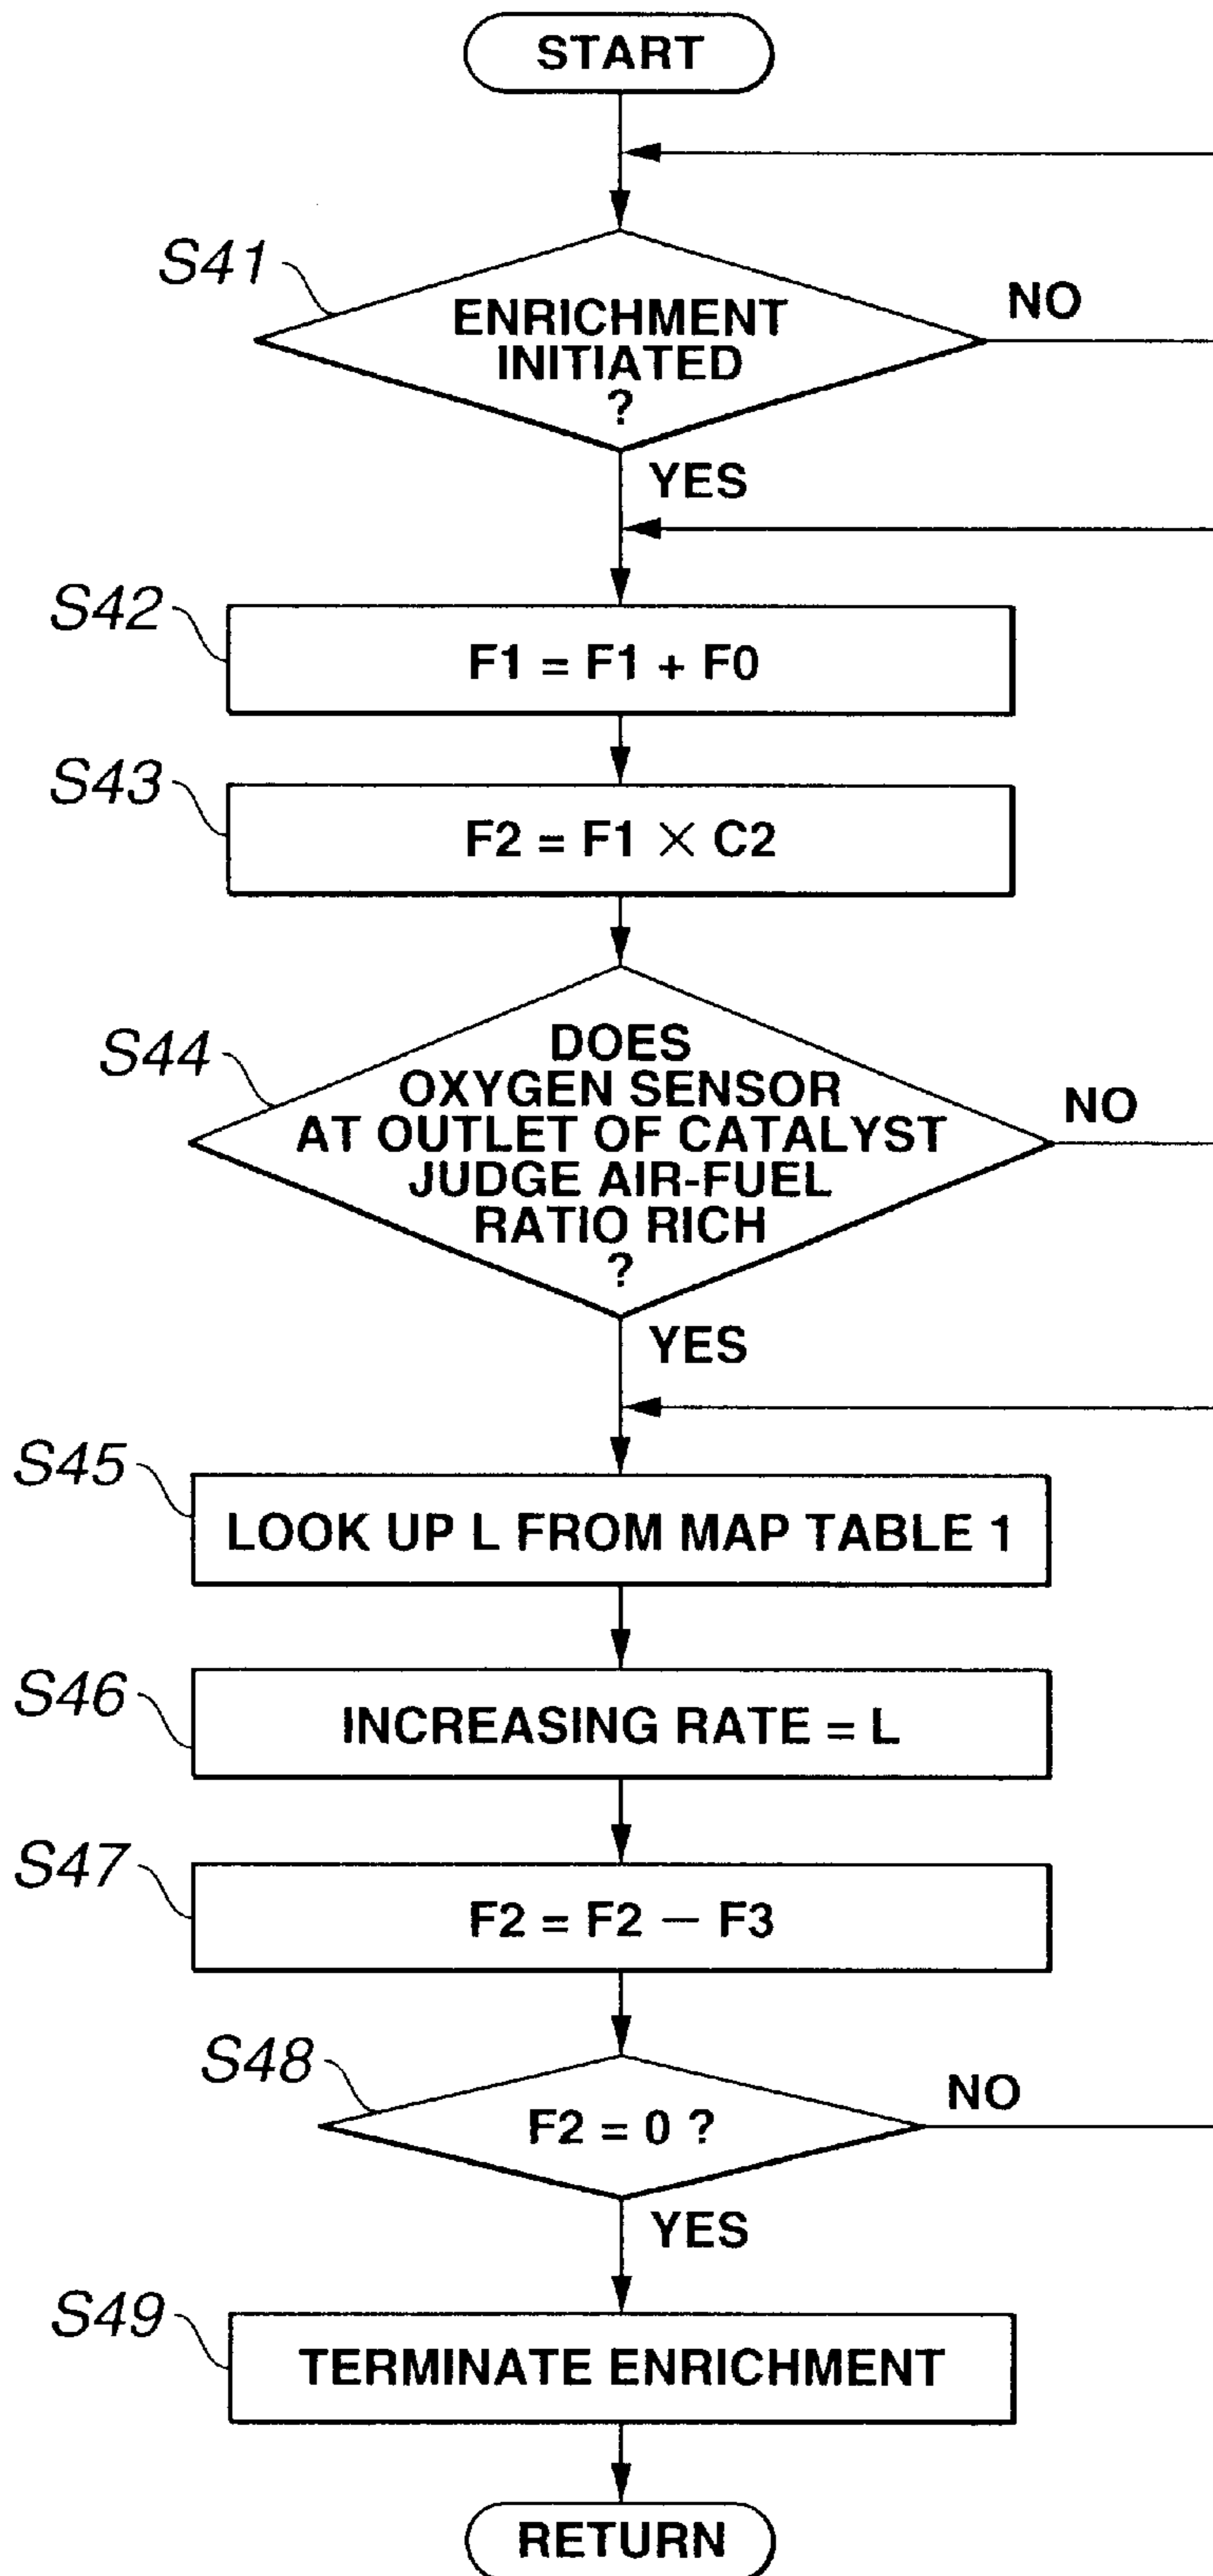 START
S41
ENRICHMENT
INITIATED
?
NO
YES
S42
F1 = F1 + F0
S43
F2 = F1 × C2
S44
DOES
OXYGEN SENSOR
AT OUTLET OF CATALYST
JUDGE AIR-FUEL
RATIO RICH
?
NO
YES
S45
LOOK UP L FROM MAP TABLE 1
S46
INCREASING RATE = L
S47
F2 = F2 − F3
S48
F2 = 0 ?
NO
YES
S49
TERMINATE ENRICHMENT
RETURN